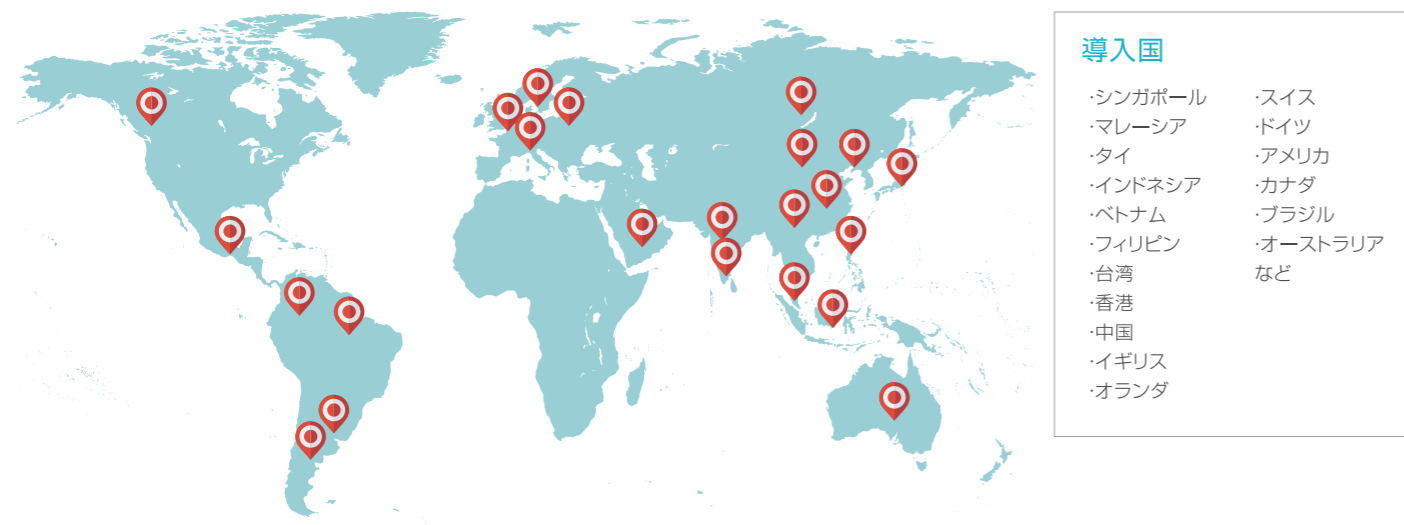 導入国
･シンガポール
･マレーシア
･タイ
･インドネシア
･ベトナム
･フィリピン
･台湾
･香港
･中国
･イギリス
･オランダ
･スイス
･ドイツ
･アメリカ
･カナダ
･ブラジル
･オーストラリア
など